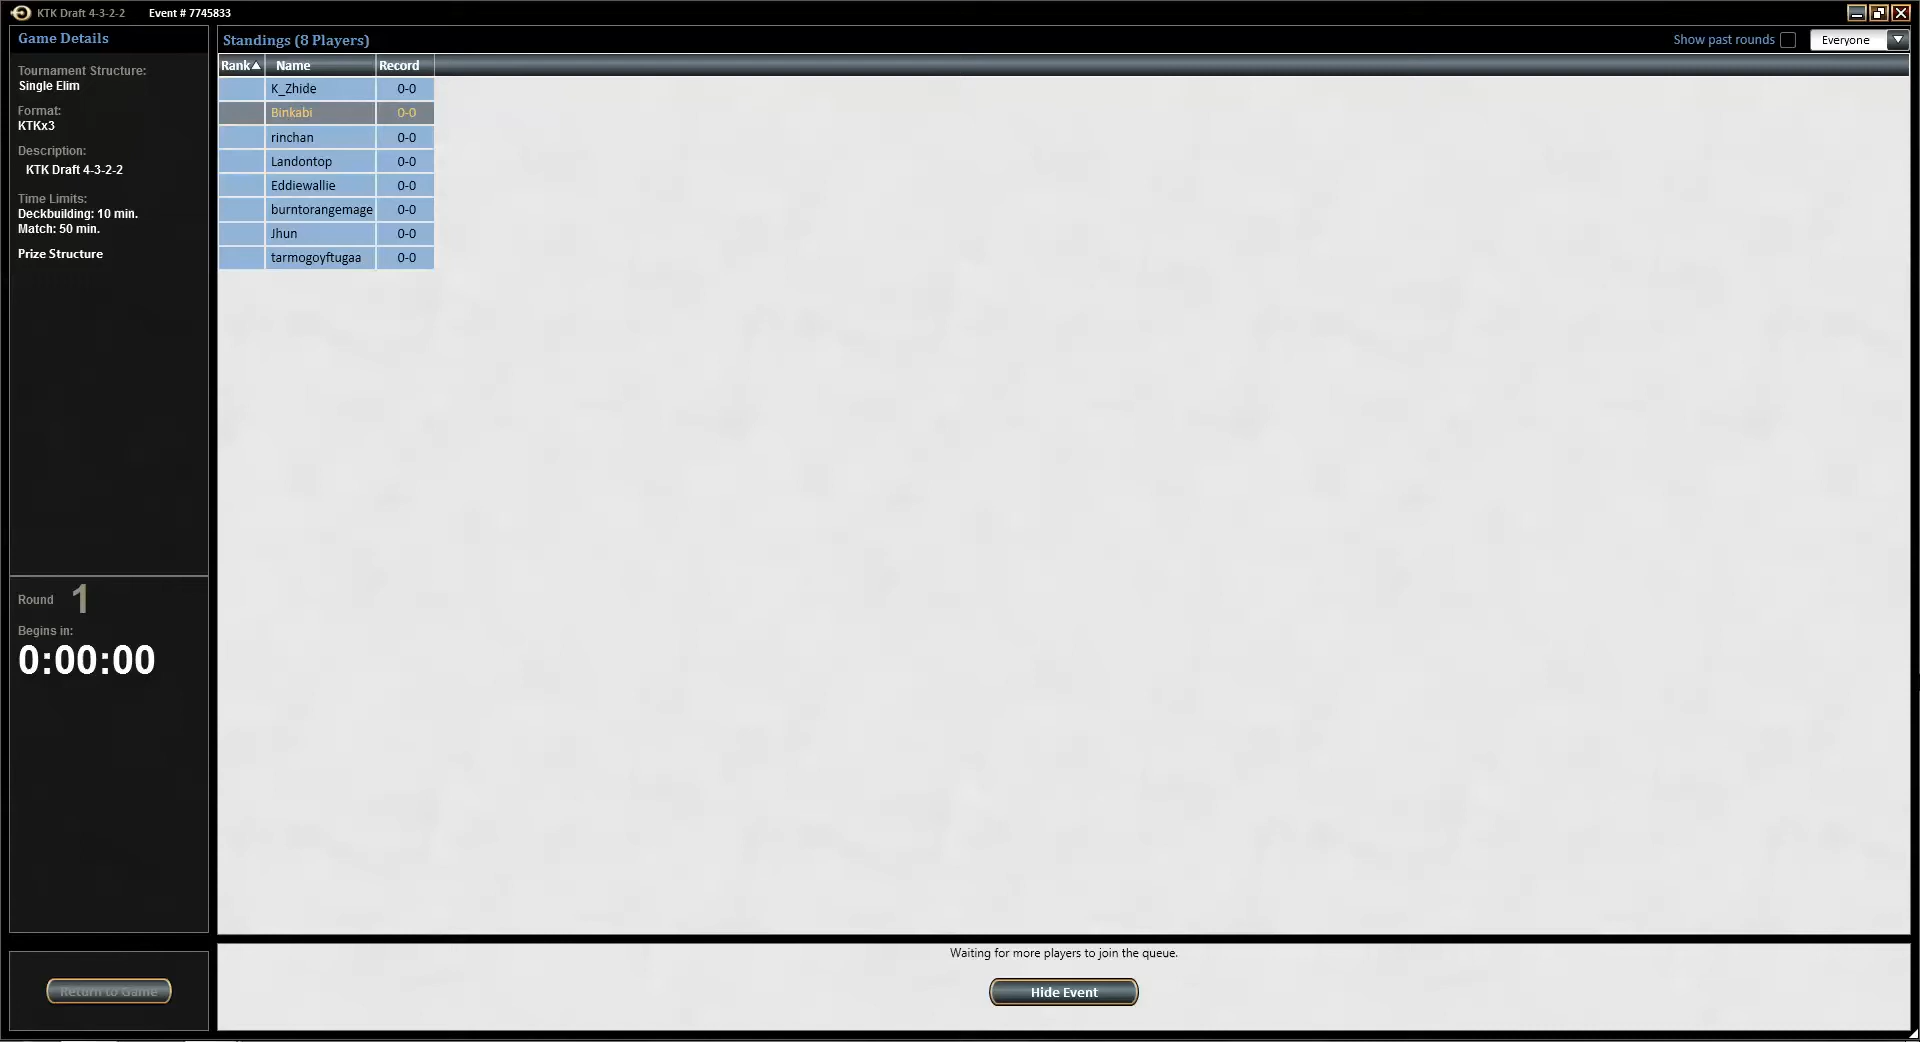 KTK Draft 4-3-2-2 Event # 7745833
Game Details
Tournament Structure:
Single Elim
Format:
KTKx3
Description:
KTK Draft 4-3-2-2
Time Limits:
Deckbuilding: 10 min.
Match: 50 min.
Prize Structure
Round 1
Begins in:
0:00:00
Return to Game
Standings (8 Players)
Show past rounds Everyone
Rank Name Record
K_Zhide 0-0
Binkabi 0-0
rinchan 0-0
Landontop 0-0
Eddiewallie 0-0
burntorangemage 0-0
Jhun 0-0
tarmogoyftugaa 0-0
Waiting for more players to join the queue.
Hide Event